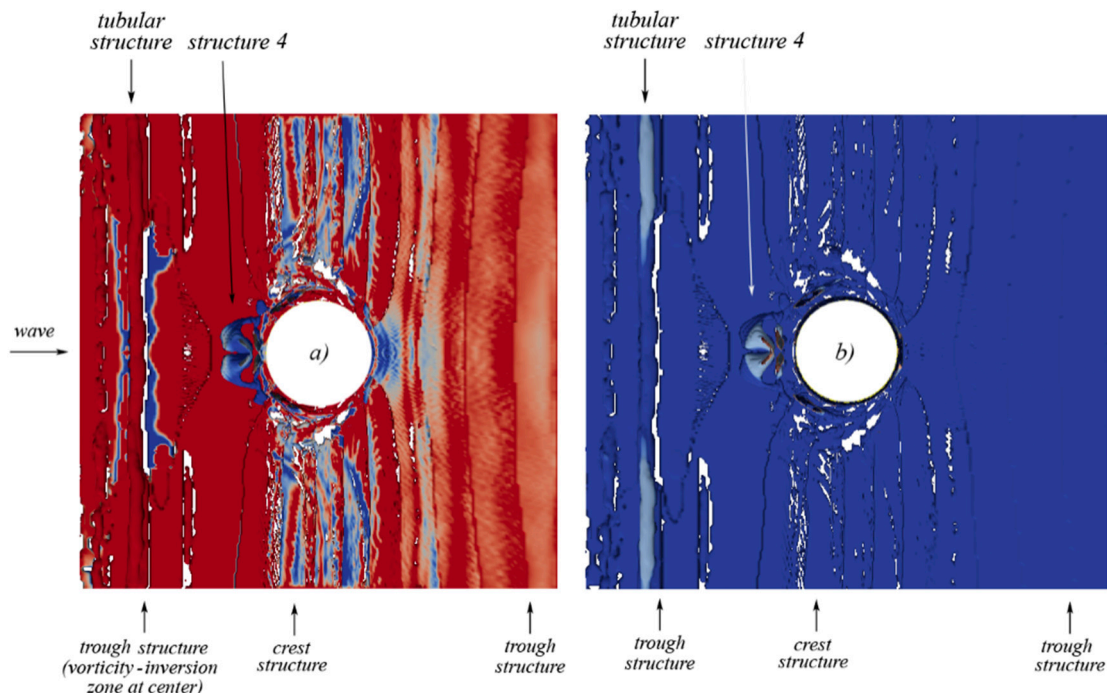 tubular
structure
structure 4
tubular
structure
structure 4
wave
a)
b)
trough structure
(vorticity-inversion
zone at center)
crest
structure
trough
structure
trough
structure
crest
structure
trough
structure